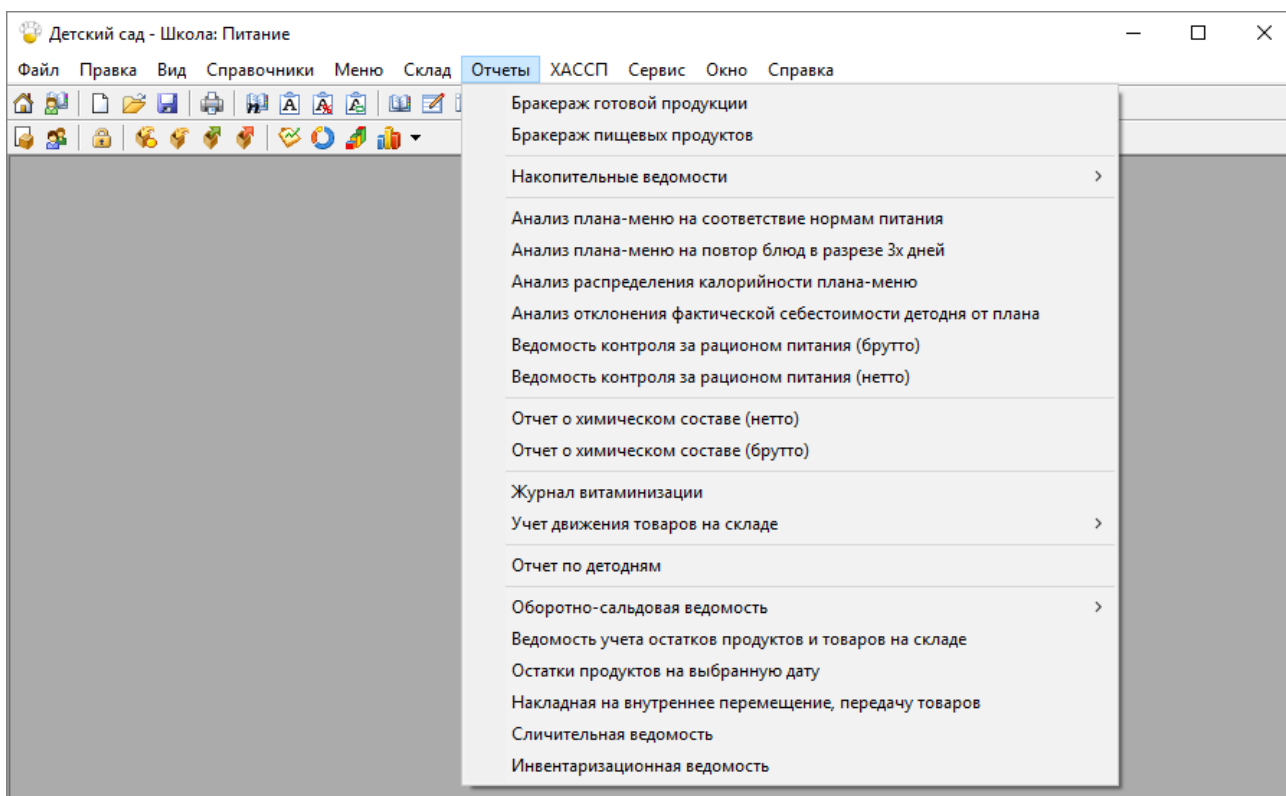 Детский сад - Школа: Питание
Файл Правка Вид Справочники Меню Склад Отчеты ХАССП Сервис Окно Справка
Бракераж готовой продукции
Бракераж пищевых продуктов
Накопительные ведомости
Анализ плана-меню на соответствие нормам питания
Анализ плана-меню на повтор блюд в разрезе 3х дней
Анализ распределения калорийности плана-меню
Анализ отклонения фактической себестоимости детодня от плана
Ведомость контроля за рационом питания (брутто)
Ведомость контроля за рационом питания (нетто)
Отчет о химическом составе (нетто)
Отчет о химическом составе (брутто)
Журнал витаминизации
Учет движения товаров на складе
Отчет по детодням
Оборотно-сальдовая ведомость
Ведомость учета остатков продуктов и товаров на складе
Остатки продуктов на выбранную дату
Накладная на внутреннее перемещение, передачу товаров
Сличительная ведомость
Инвентаризационная ведомость